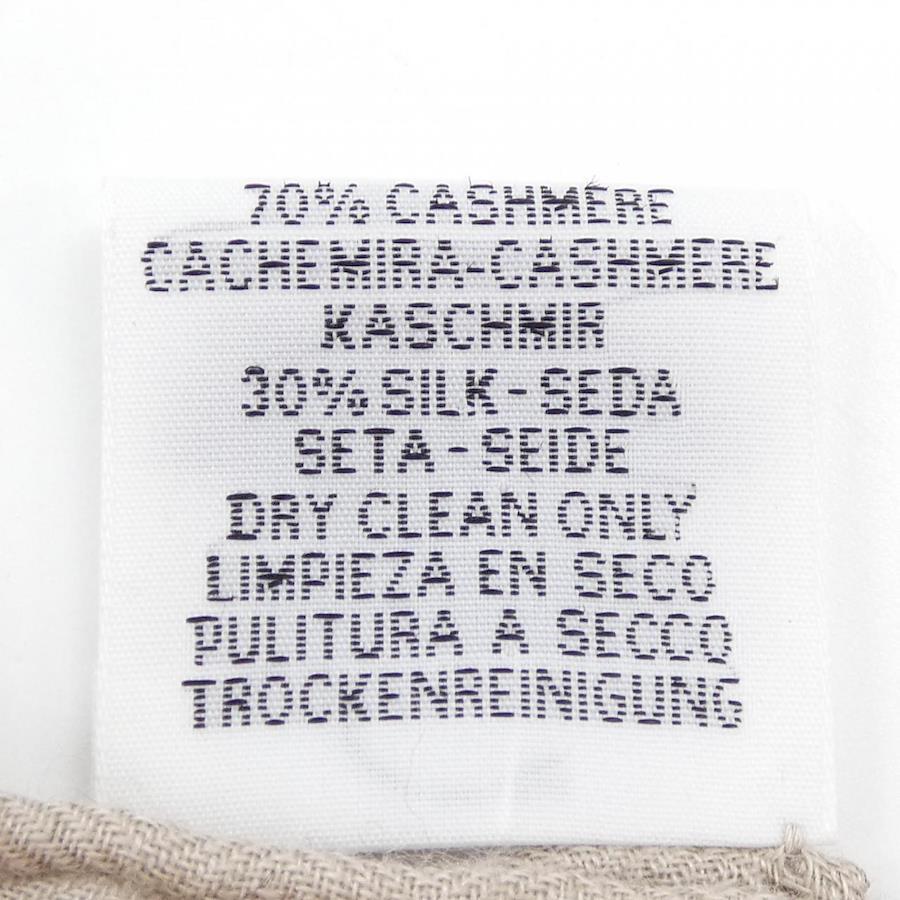 70% CASHMERE
CACHEMIRA-CASHMERE
KASCHMIR
30% SILK-SEDA
SETA-SEIDE
DRY CLEAN ONLY
LIMPIEZA EN SECO
PULITURA A SECCO
TROCKENREINIGUNG